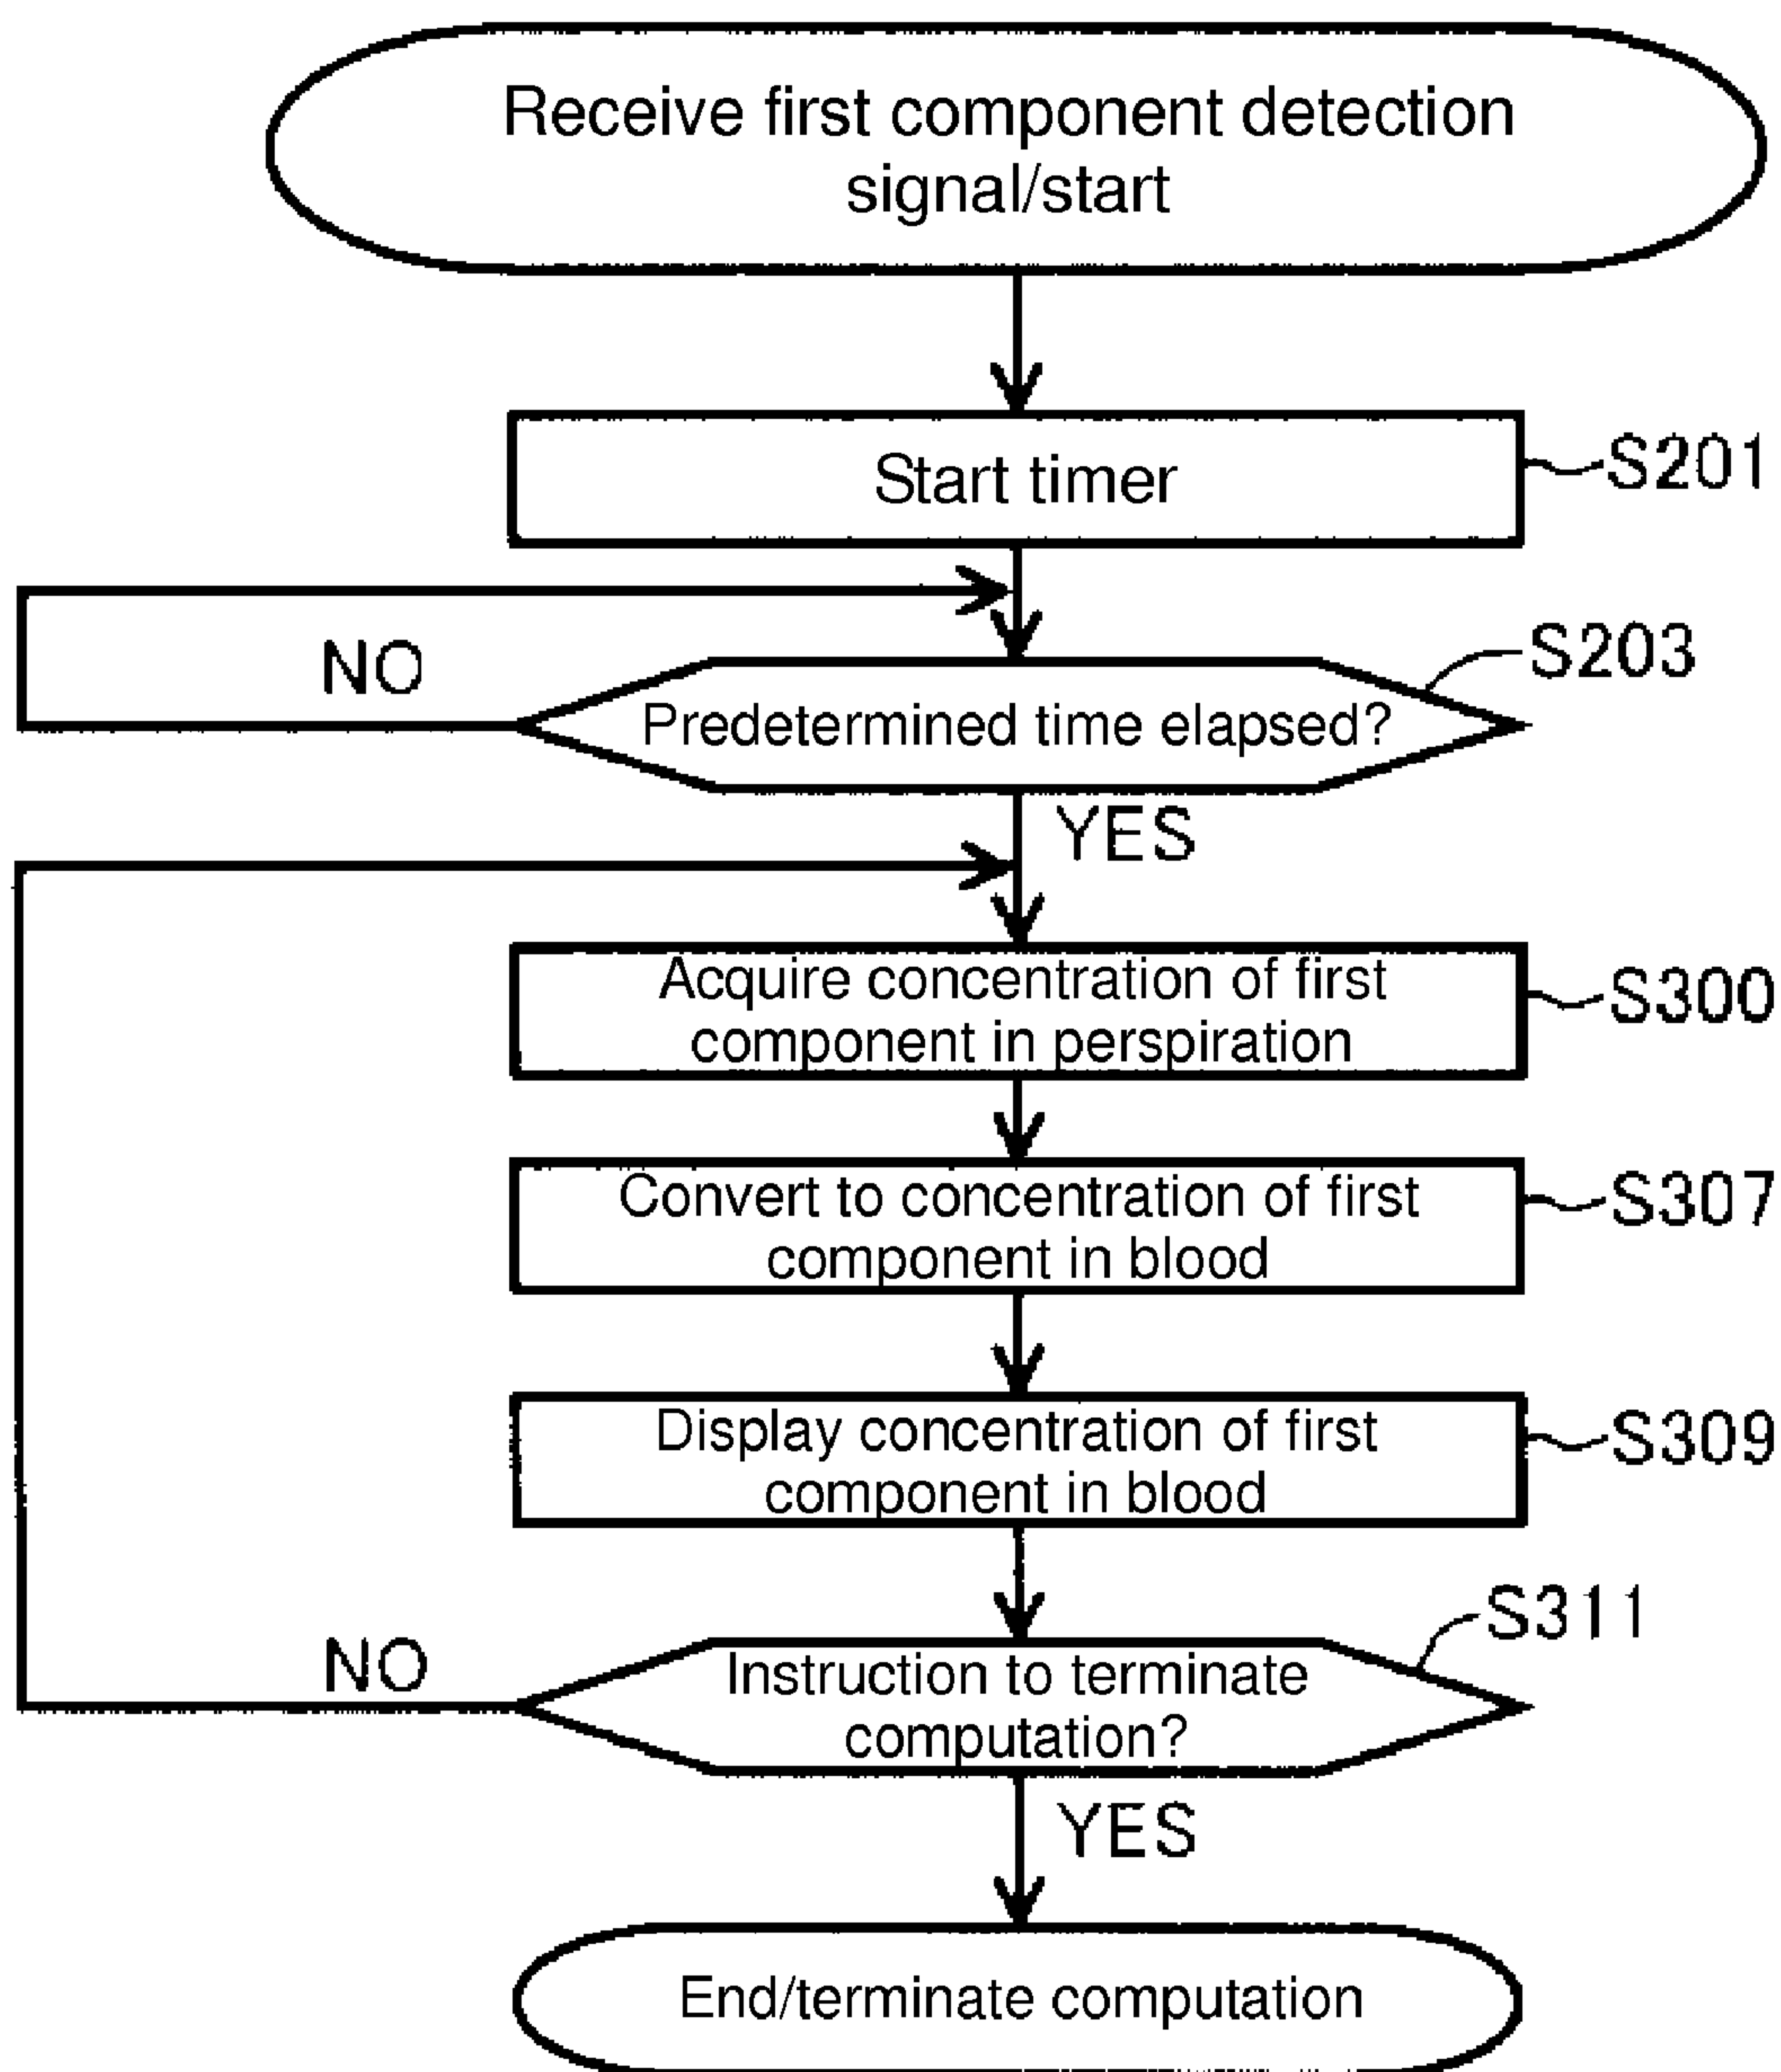 Receive first component detection
signal/start
Start timer
S201
NO
S203
Predetermined time elapsed?
YES
Acquire concentration of first
component in perspiration
S300
Convert to concentration of first
component in blood
S307
Display concentration of first
component in blood
S309
NO
S311
Instruction to terminate
computation?
YES
End/terminate computation